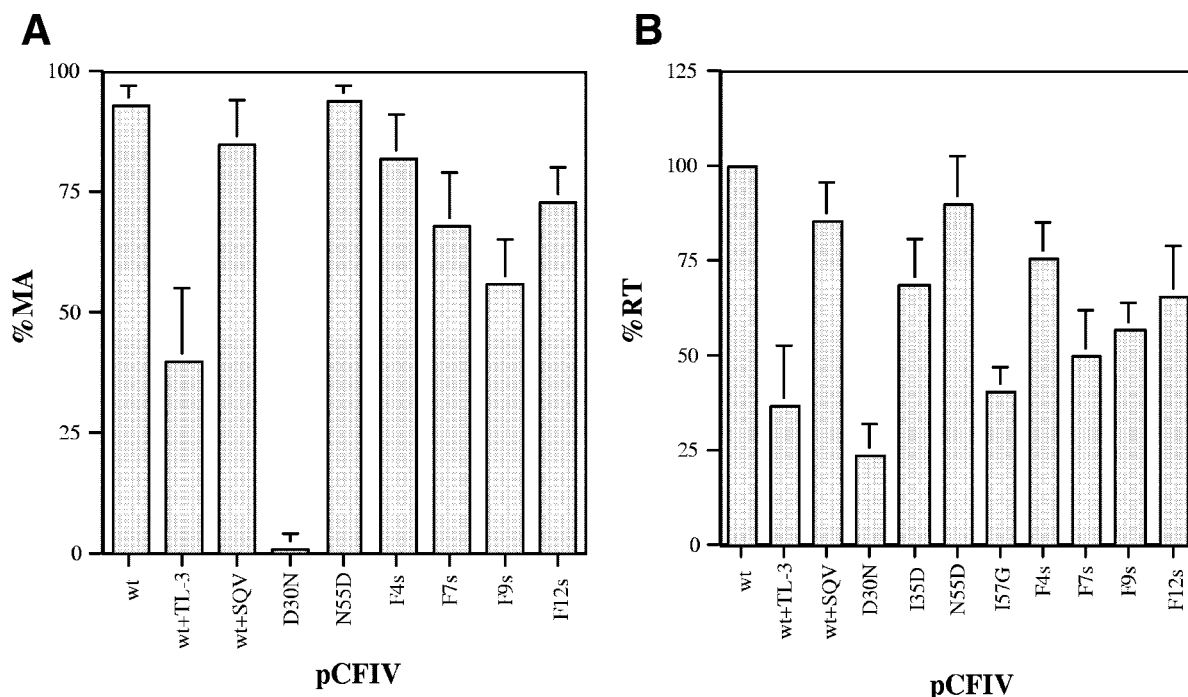 A
B
100
75
50
25
0
%MA
wt
wt+TL-3
wt+SQV
D30N
N55D
F4s
F7s
F9s
F12s
pCFIV
125
100
75
50
25
0
%RT
wt
wt+TL-3
wt+SQV
D30N
I35D
N55D
I57G
F4s
F7s
F9s
F12s
pCFIV